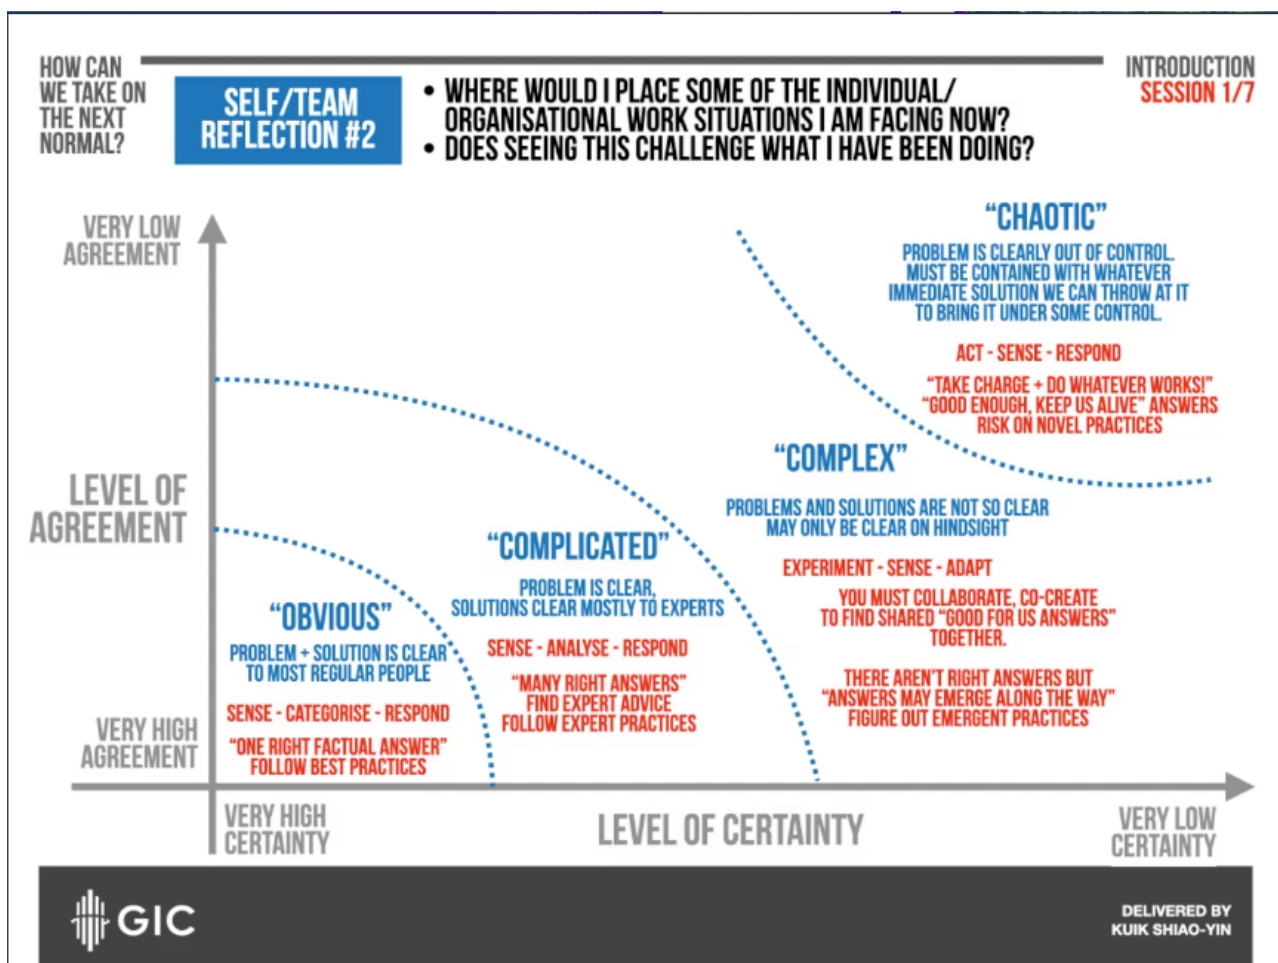 HOW CAN
WE TAKE ON
THE NEXT
NORMAL?
SELF/TEAM
REFLECTION #2
• WHERE WOULD I PLACE SOME OF THE INDIVIDUAL/
ORGANISATIONAL WORK SITUATIONS I AM FACING NOW?
• DOES SEEING THIS CHALLENGE WHAT I HAVE BEEN DOING?
INTRODUCTION
SESSION 1/7
VERY LOW
AGREEMENT
LEVEL OF
AGREEMENT
VERY HIGH
AGREEMENT
"CHAOTIC"
PROBLEM IS CLEARLY OUT OF CONTROL.
MUST BE CONTAINED WITH WHATEVER
IMMEDIATE SOLUTION WE CAN THROW AT IT
TO BRING IT UNDER SOME CONTROL.
ACT - SENSE - RESPOND
"TAKE CHARGE + DO WHATEVER WORKS!"
"GOOD ENOUGH, KEEP US ALIVE" ANSWERS
RISK ON NOVEL PRACTICES
"COMPLEX"
PROBLEMS AND SOLUTIONS ARE NOT SO CLEAR
MAY ONLY BE CLEAR ON HINDSIGHT
EXPERIMENT - SENSE - ADAPT
YOU MUST COLLABORATE, CO-CREATE
TO FIND SHARED "GOOD FOR US ANSWERS"
TOGETHER.
THERE AREN'T RIGHT ANSWERS BUT
"ANSWERS MAY EMERGE ALONG THE WAY"
FIGURE OUT EMERGENT PRACTICES
"COMPLICATED"
PROBLEM IS CLEAR,
SOLUTIONS CLEAR MOSTLY TO EXPERTS
SENSE - ANALYSE - RESPOND
"MANY RIGHT ANSWERS"
FIND EXPERT ADVICE
FOLLOW EXPERT PRACTICES
"OBVIOUS"
PROBLEM + SOLUTION IS CLEAR
TO MOST REGULAR PEOPLE
SENSE - CATEGORISE - RESPOND
"ONE RIGHT FACTUAL ANSWER"
FOLLOW BEST PRACTICES
VERY HIGH
CERTAINTY
LEVEL OF CERTAINTY
VERY LOW
CERTAINTY
GIC
DELIVERED BY
KUIK SHIAO-YIN